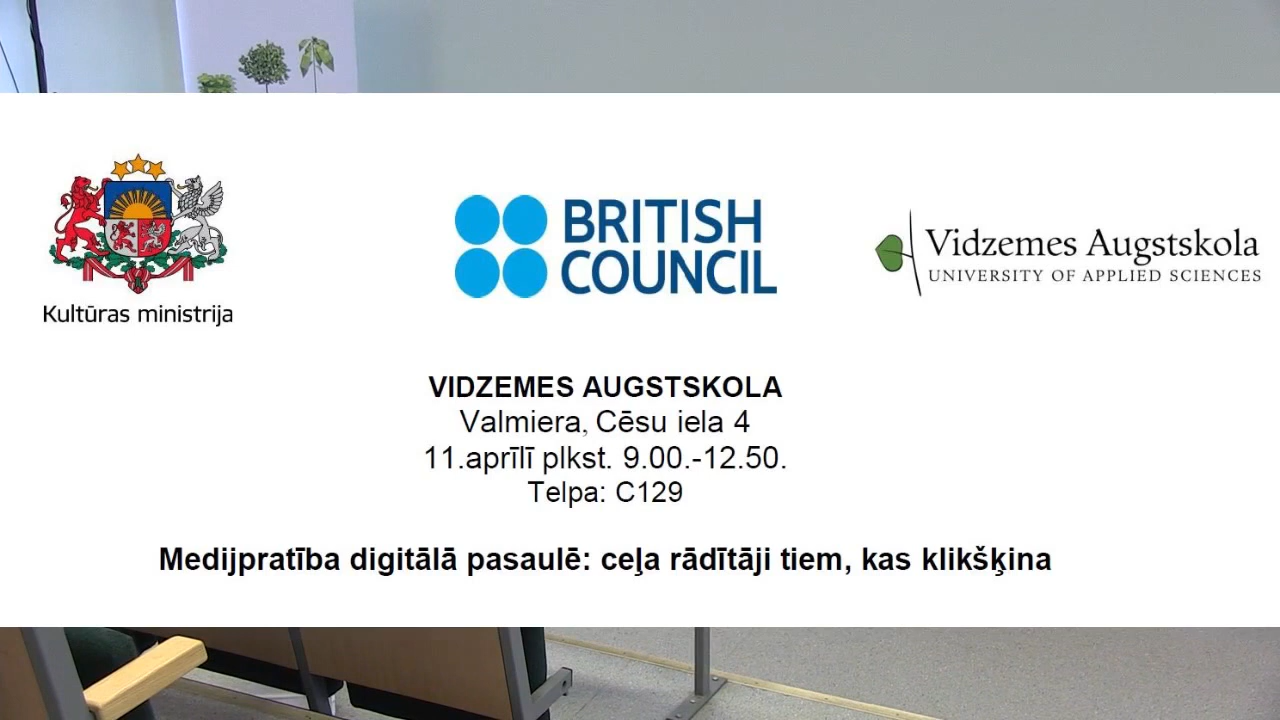 Kultūras ministrija
BRITISH
COUNCIL
Vidzemes Augstskola
UNIVERSITY OF APPLIED SCIENCES
VIDZEMES AUGSTSKOLA
Valmiera, Cēsu iela 4
11.aprīlī plkst. 9.00.-12.50.
Telpa: C129
Medijpratība digitālā pasaulē: ceļa rādītāji tiem, kas klikšķina